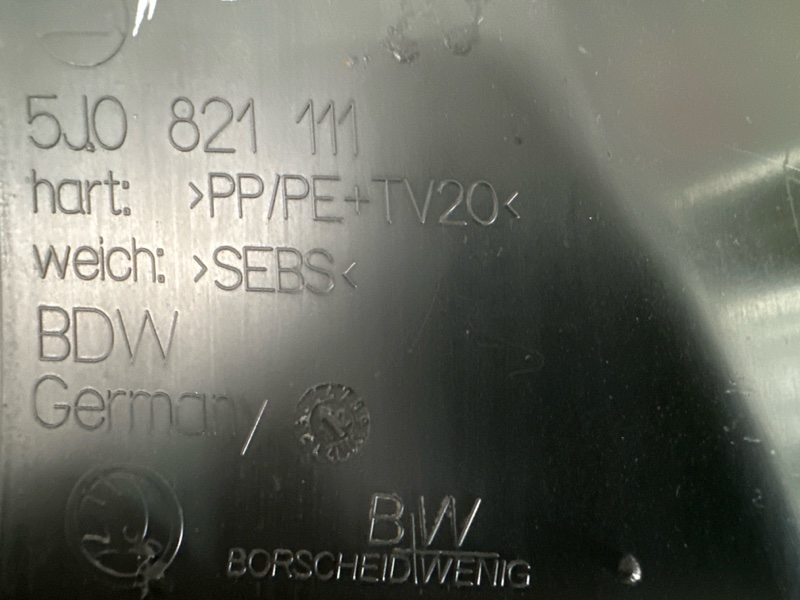 5J0 821 111
hart: >PP/PE+TV20<
weich: >SEBS<
BDW
Germany
BW
BORSCHEID WENIG